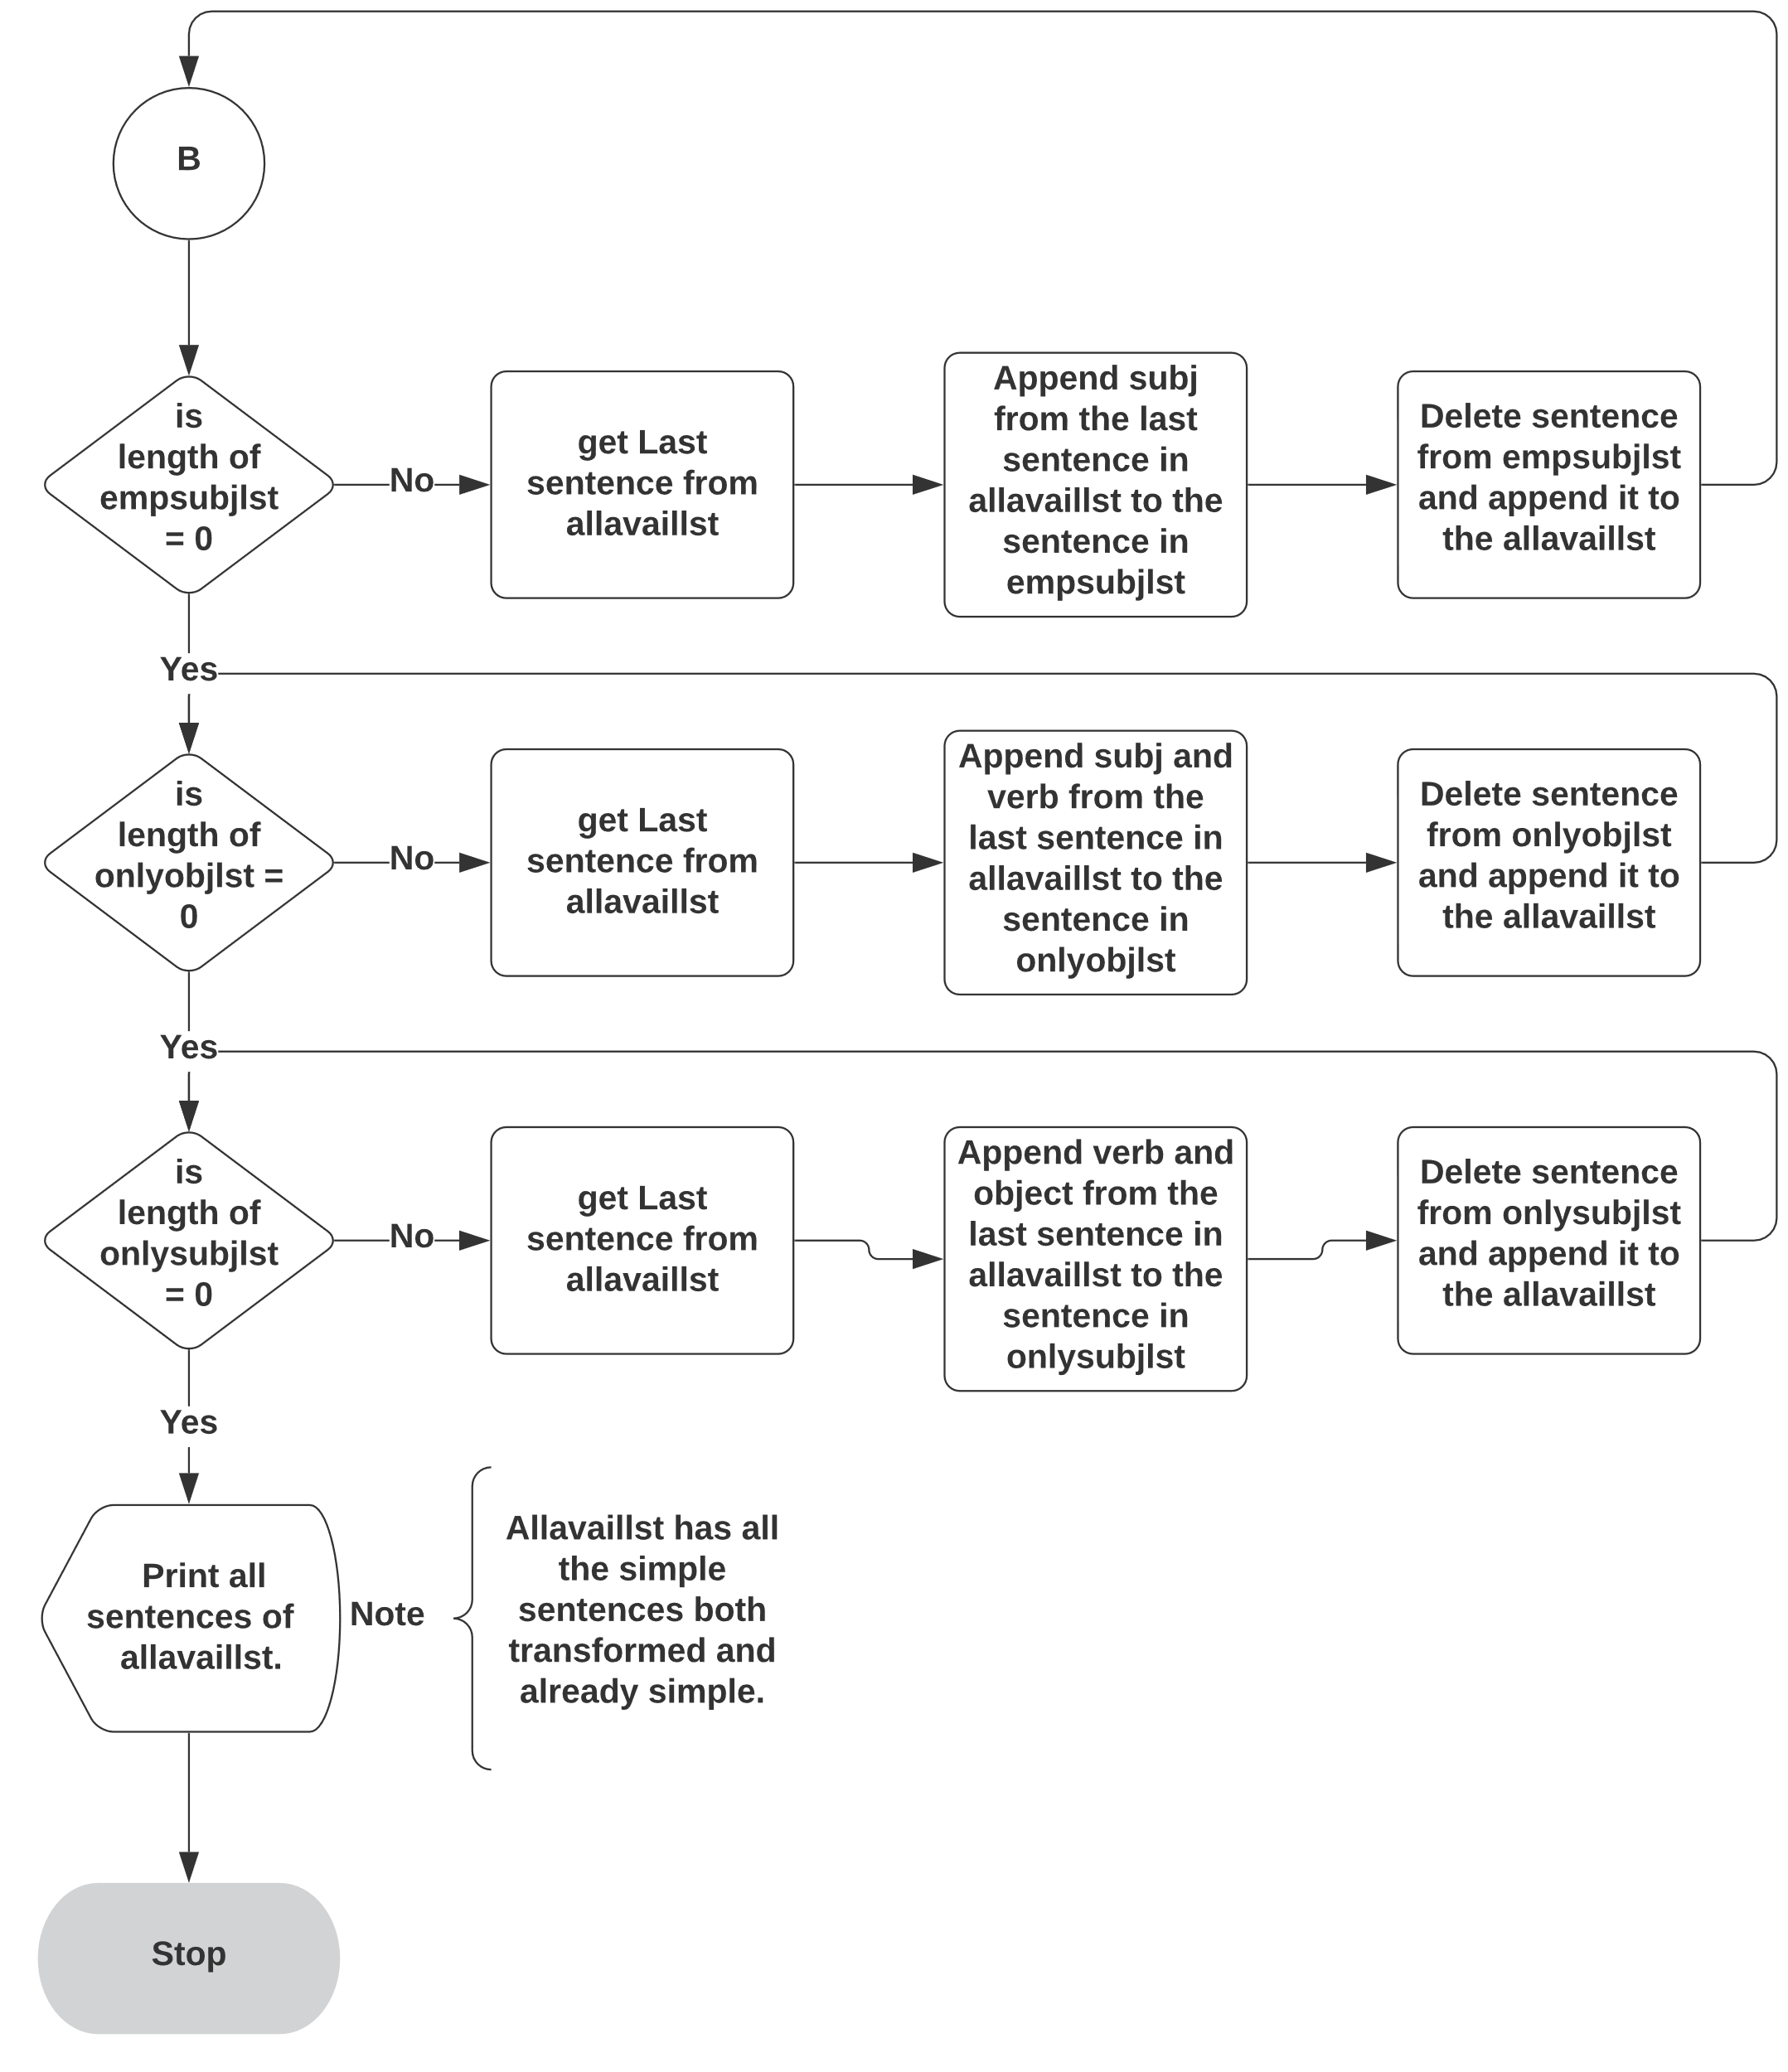 B
is
length of
empsubjlst
= 0
No
get Last
sentence from
allavaillst
Append subj
from the last
sentence in
allavaillst to the
sentence in
empsubjlst
Delete sentence
from empsubjlst
and append it to
the allavaillst
Yes
is
length of
onlyobjlst =
0
No
get Last
sentence from
allavaillst
Append subj and
verb from the
last sentence in
allavaillst to the
sentence in
onlyobjlst
Delete sentence
from onlyobjlst
and append it to
the allavaillst
Yes
is
length of
onlysubjlst
= 0
No
get Last
sentence from
allavaillst
Append verb and
object from the
last sentence in
allavaillst to the
sentence in
onlysubjlst
Delete sentence
from onlysubjlst
and append it to
the allavaillst
Yes
Print all
sentences of
allavaillst.
Note
Allavaillst has all
the simple
sentences both
transformed and
already simple.
Stop